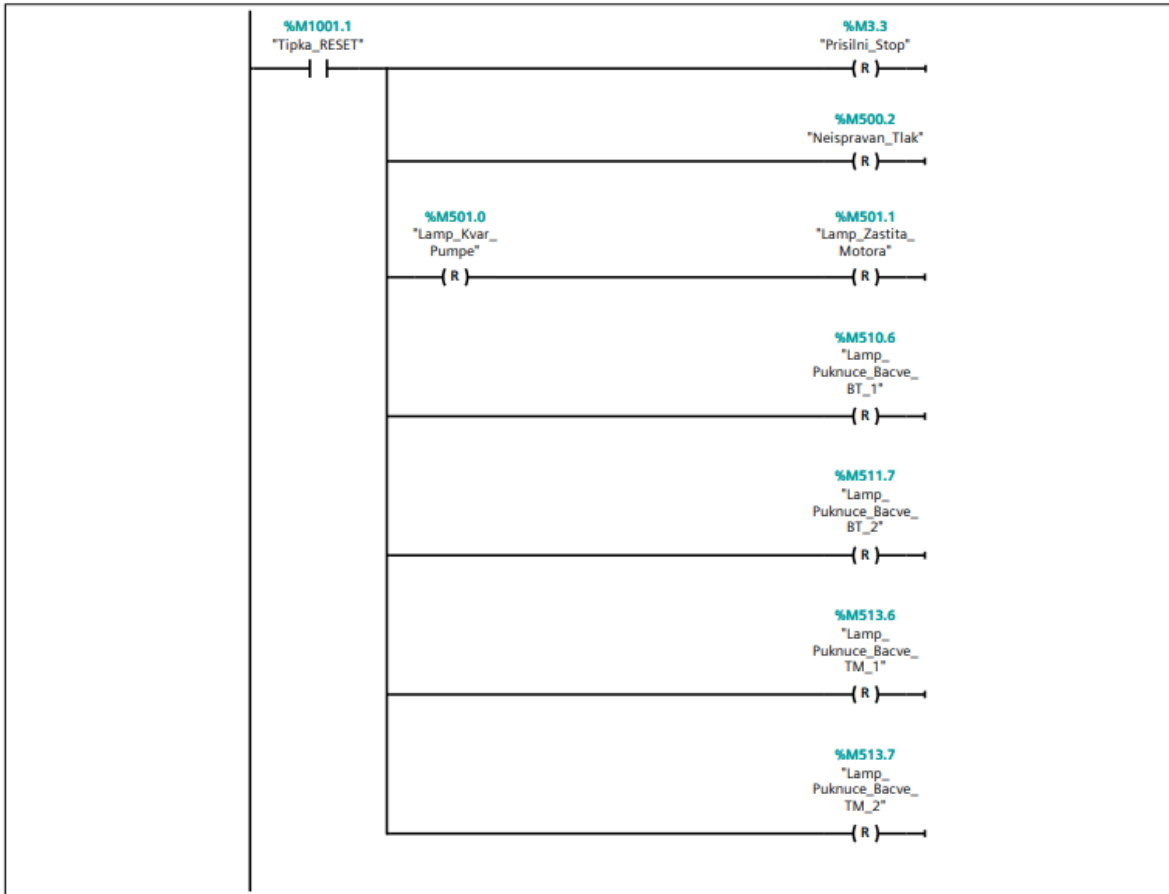 %M1001.1
"Tipka_RESET"
%M3.3
"Prisilni_Stop"
R
%M500.2
"Neispravan_Tlak"
R
%M501.0
"Lamp_Kvar_
Pumpe"
R
%M501.1
"Lamp_Zastita_
Motora"
R
%M510.6
"Lamp_
Puknuce_Bacve_
BT_1"
R
%M511.7
"Lamp_
Puknuce_Bacve_
BT_2"
R
%M513.6
"Lamp_
Puknuce_Bacve_
TM_1"
R
%M513.7
"Lamp_
Puknuce_Bacve_
TM_2"
R